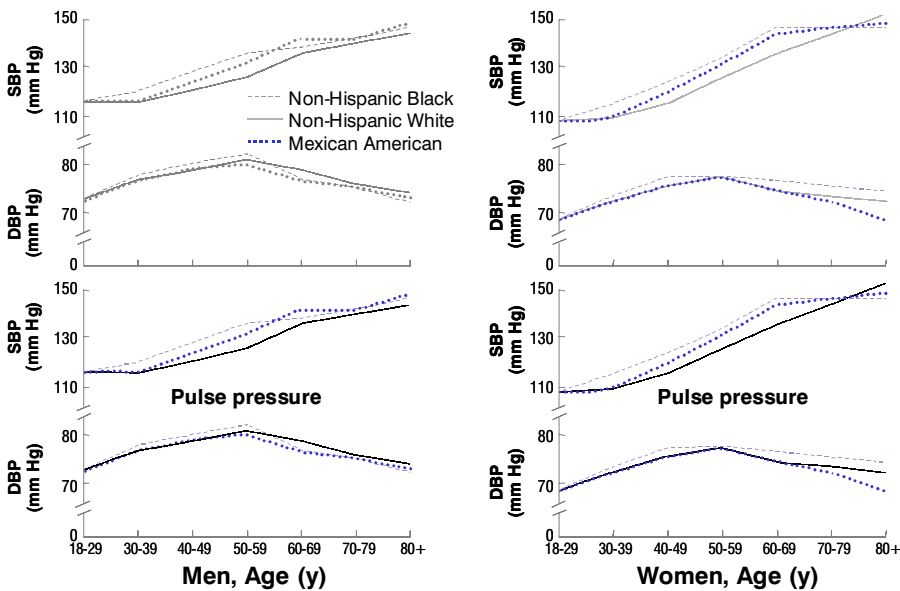 150
130
110
80
70
0
SBP
(mm Hg)
DBP
(mm Hg)
Non-Hispanic Black
Non-Hispanic White
Mexican American
150
130
110
80
70
0
SBP
(mm Hg)
DBP
(mm Hg)
150
130
110
80
70
0
SBP
(mm Hg)
DBP
(mm Hg)
Pulse pressure
18-29 30-39 40-49 50-59 60-69 70-79 80+
Men, Age (y)
150
130
110
80
70
0
SBP
(mm Hg)
DBP
(mm Hg)
Pulse pressure
18-29 30-39 40-49 50-59 60-69 70-79 80+
Women, Age (y)